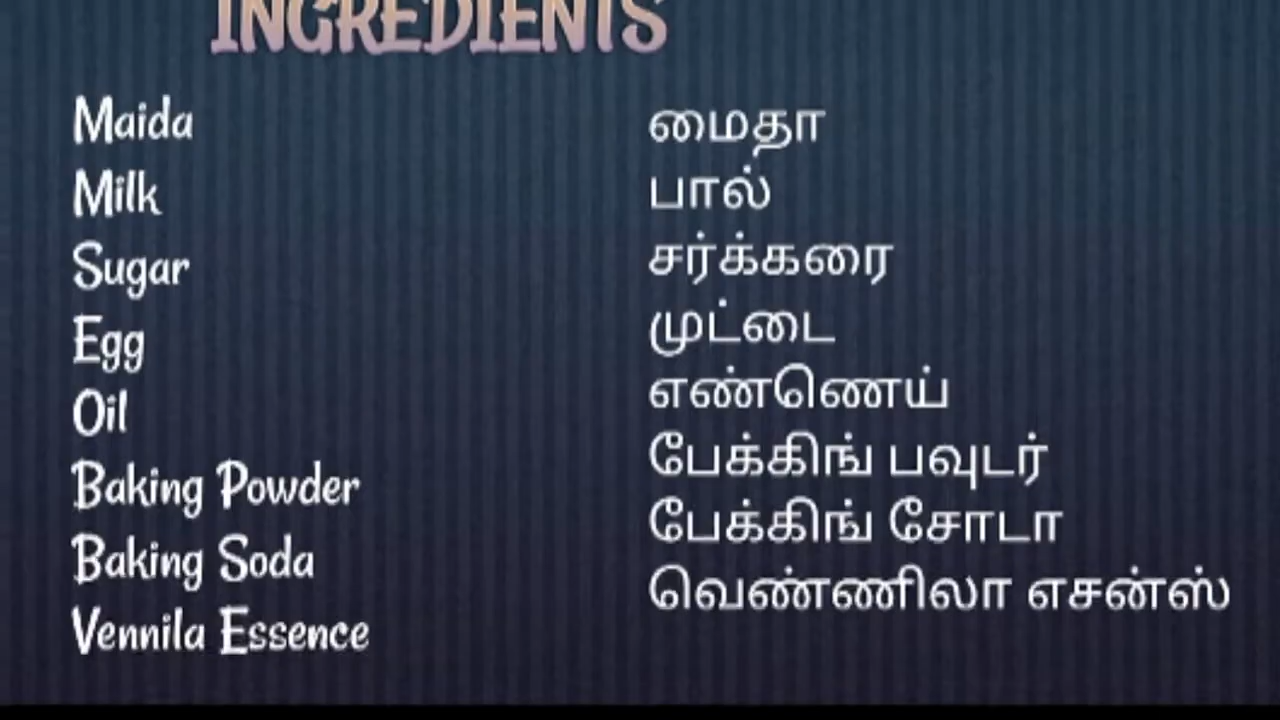 INGREDIENTS
Maida
Milk
Sugar
Egg
Oil
Baking Powder
Baking Soda
Vennila Essence
மைதா
பால்
சர்க்கரை
முட்டை
எண்ணெய்
பேக்கிங் பவுடர்
பேக்கிங் சோடா
வெண்ணிலா எசன்ஸ்